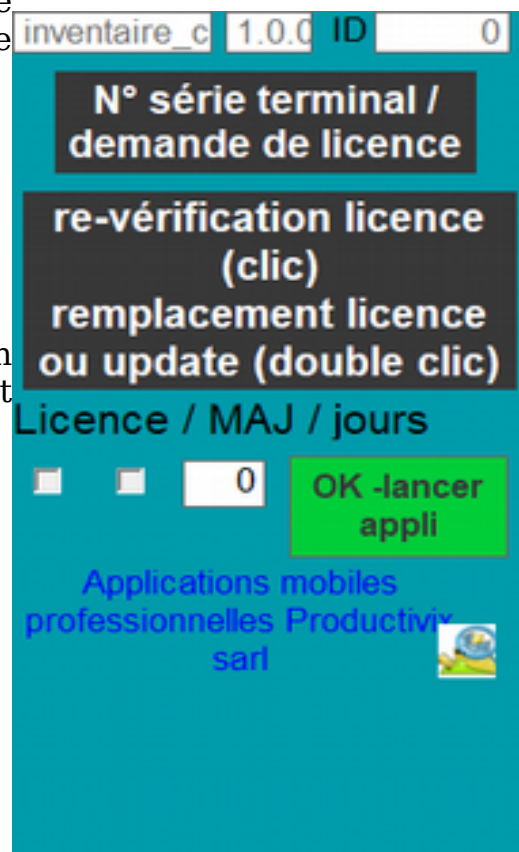 inventaire_c 1.0.0 ID 0
N° série terminal /
demande de licence
re-vérification licence
(clic)
remplacement licence
ou update (double clic)
Licence / MAJ / jours
0 OK -lancer
appli
Applications mobiles
professionnelles Productivix
sarl